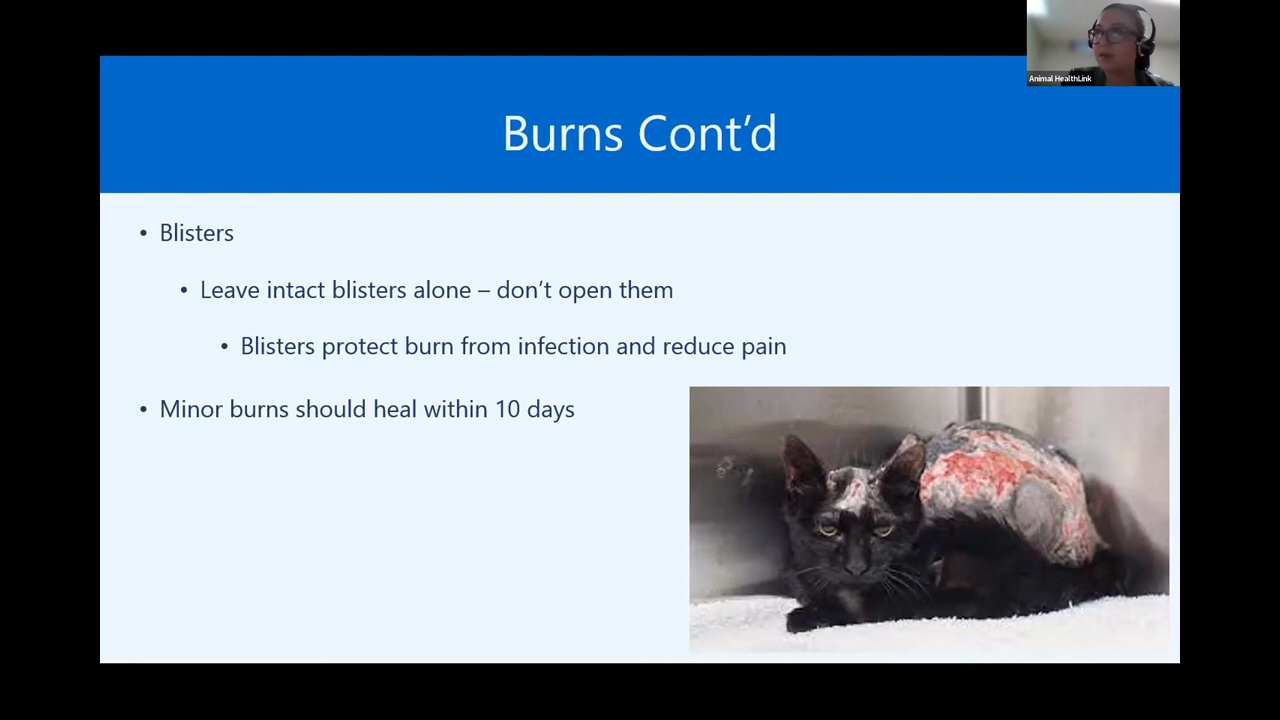 Animal HealthLink
Burns Cont’d
• Blisters
• Leave intact blisters alone – don’t open them
• Blisters protect burn from infection and reduce pain
• Minor burns should heal within 10 days